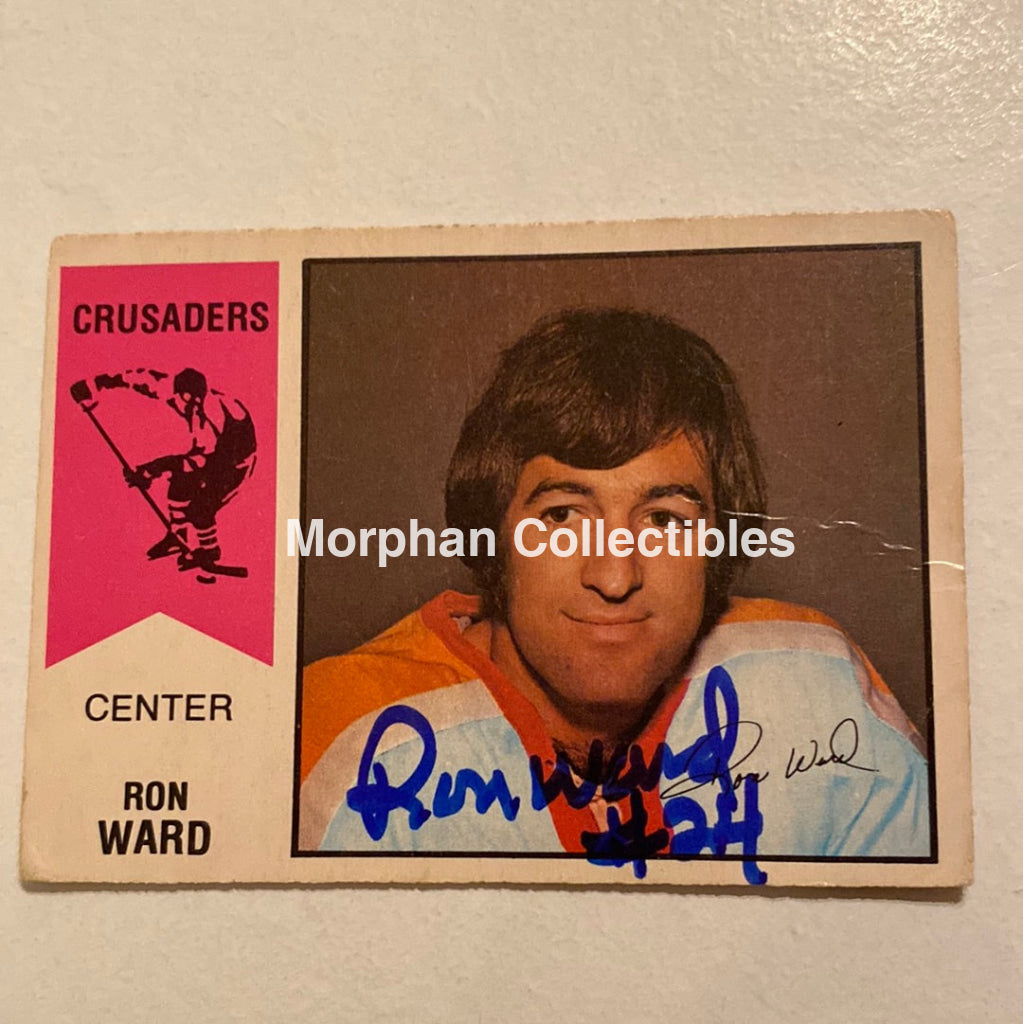 CRUSADERS
CENTER
RON
WARD
Morphan Collectibles
Ron Ward
#24
Ron Ward